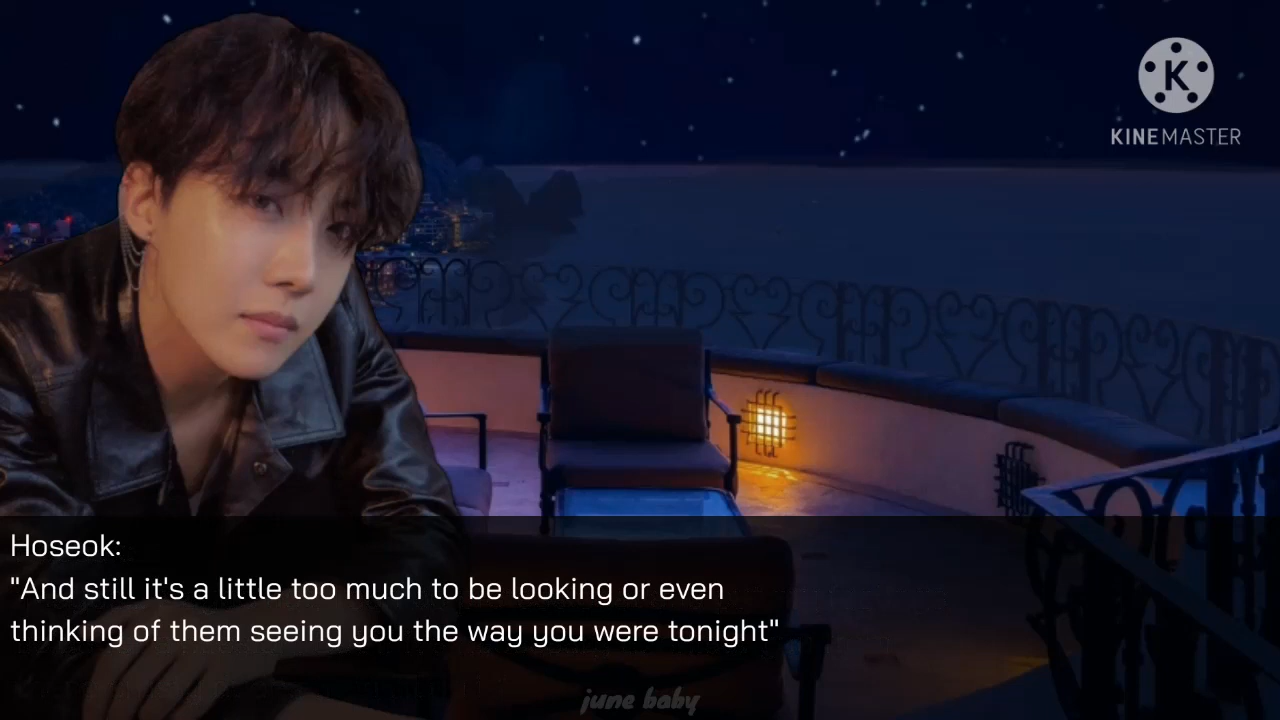 KINEMASTER
Hoseok:
"And still it's a little too much to be looking or even
thinking of them seeing you the way you were tonight"
june baby